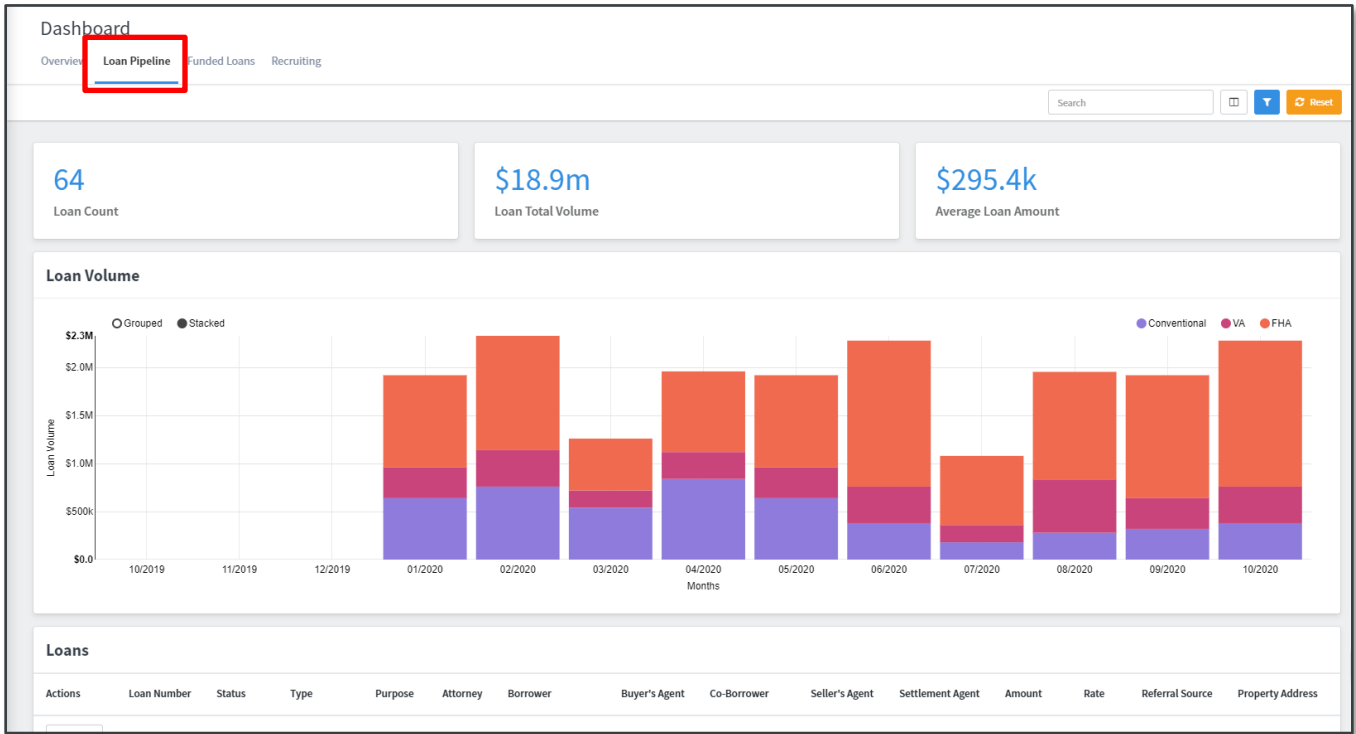 Dashboard
Overview Loan Pipeline Funded Loans Recruiting
Search Reset
64 $18.9m $295.4k
Loan Count Loan Total Volume Average Loan Amount
Loan Volume
Grouped Stacked Conventional VA FHA
$2.3M
$2.0M
$1.5M
Loan Volume
$1.0M
$500k
$0.0
10/2019 11/2019 12/2019 01/2020 02/2020 03/2020 04/2020 05/2020 06/2020 07/2020 08/2020 09/2020 10/2020
Months
Loans
Actions Loan Number Status Type Purpose Attorney Borrower Buyer's Agent Co-Borrower Seller's Agent Settlement Agent Amount Rate Referral Source Property Address